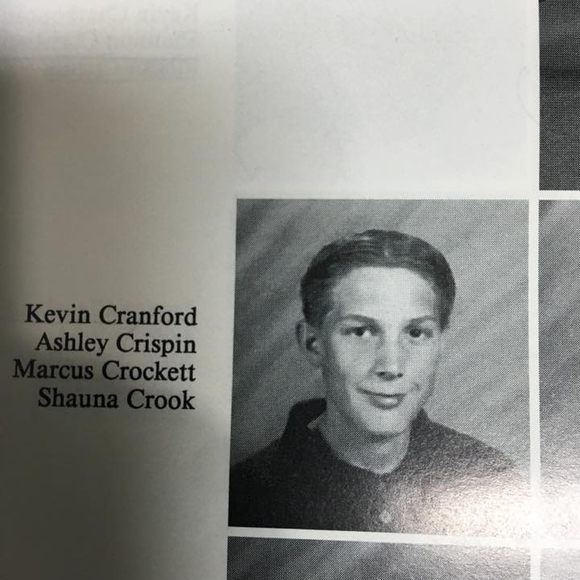 Kevin Cranford
Ashley Crispin
Marcus Crockett
Shauna Crook